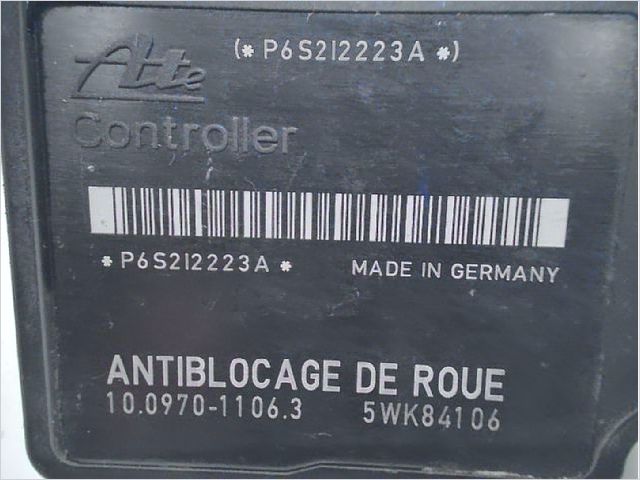 (* P6S2I2223A *)
Ate
Controller
* P6S2I2223A * MADE IN GERMANY
ANTIBLOCAGE DE ROUE
10.0970-1106.3 5WK84106